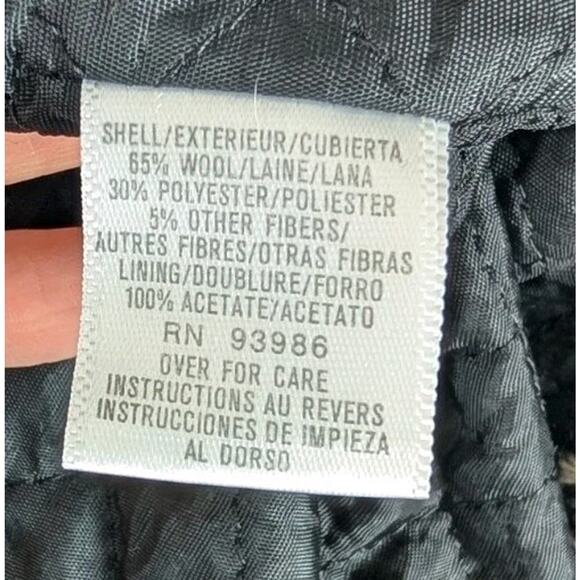 SHELL/EXTERIEUR/CUBIERTA
65% WOOL/LAINE/LANA
30% POLYESTER/POLIESTER
5% OTHER FIBERS/
AUTRES FIBRES/OTRAS FIBRAS
LINING/DOUBLURE/FORRO
100% ACETATE/ACETATO
RN 93986
OVER FOR CARE
INSTRUCTIONS AU REVERS
INSTRUCCIONES DE IMPIEZA
AL DORSO